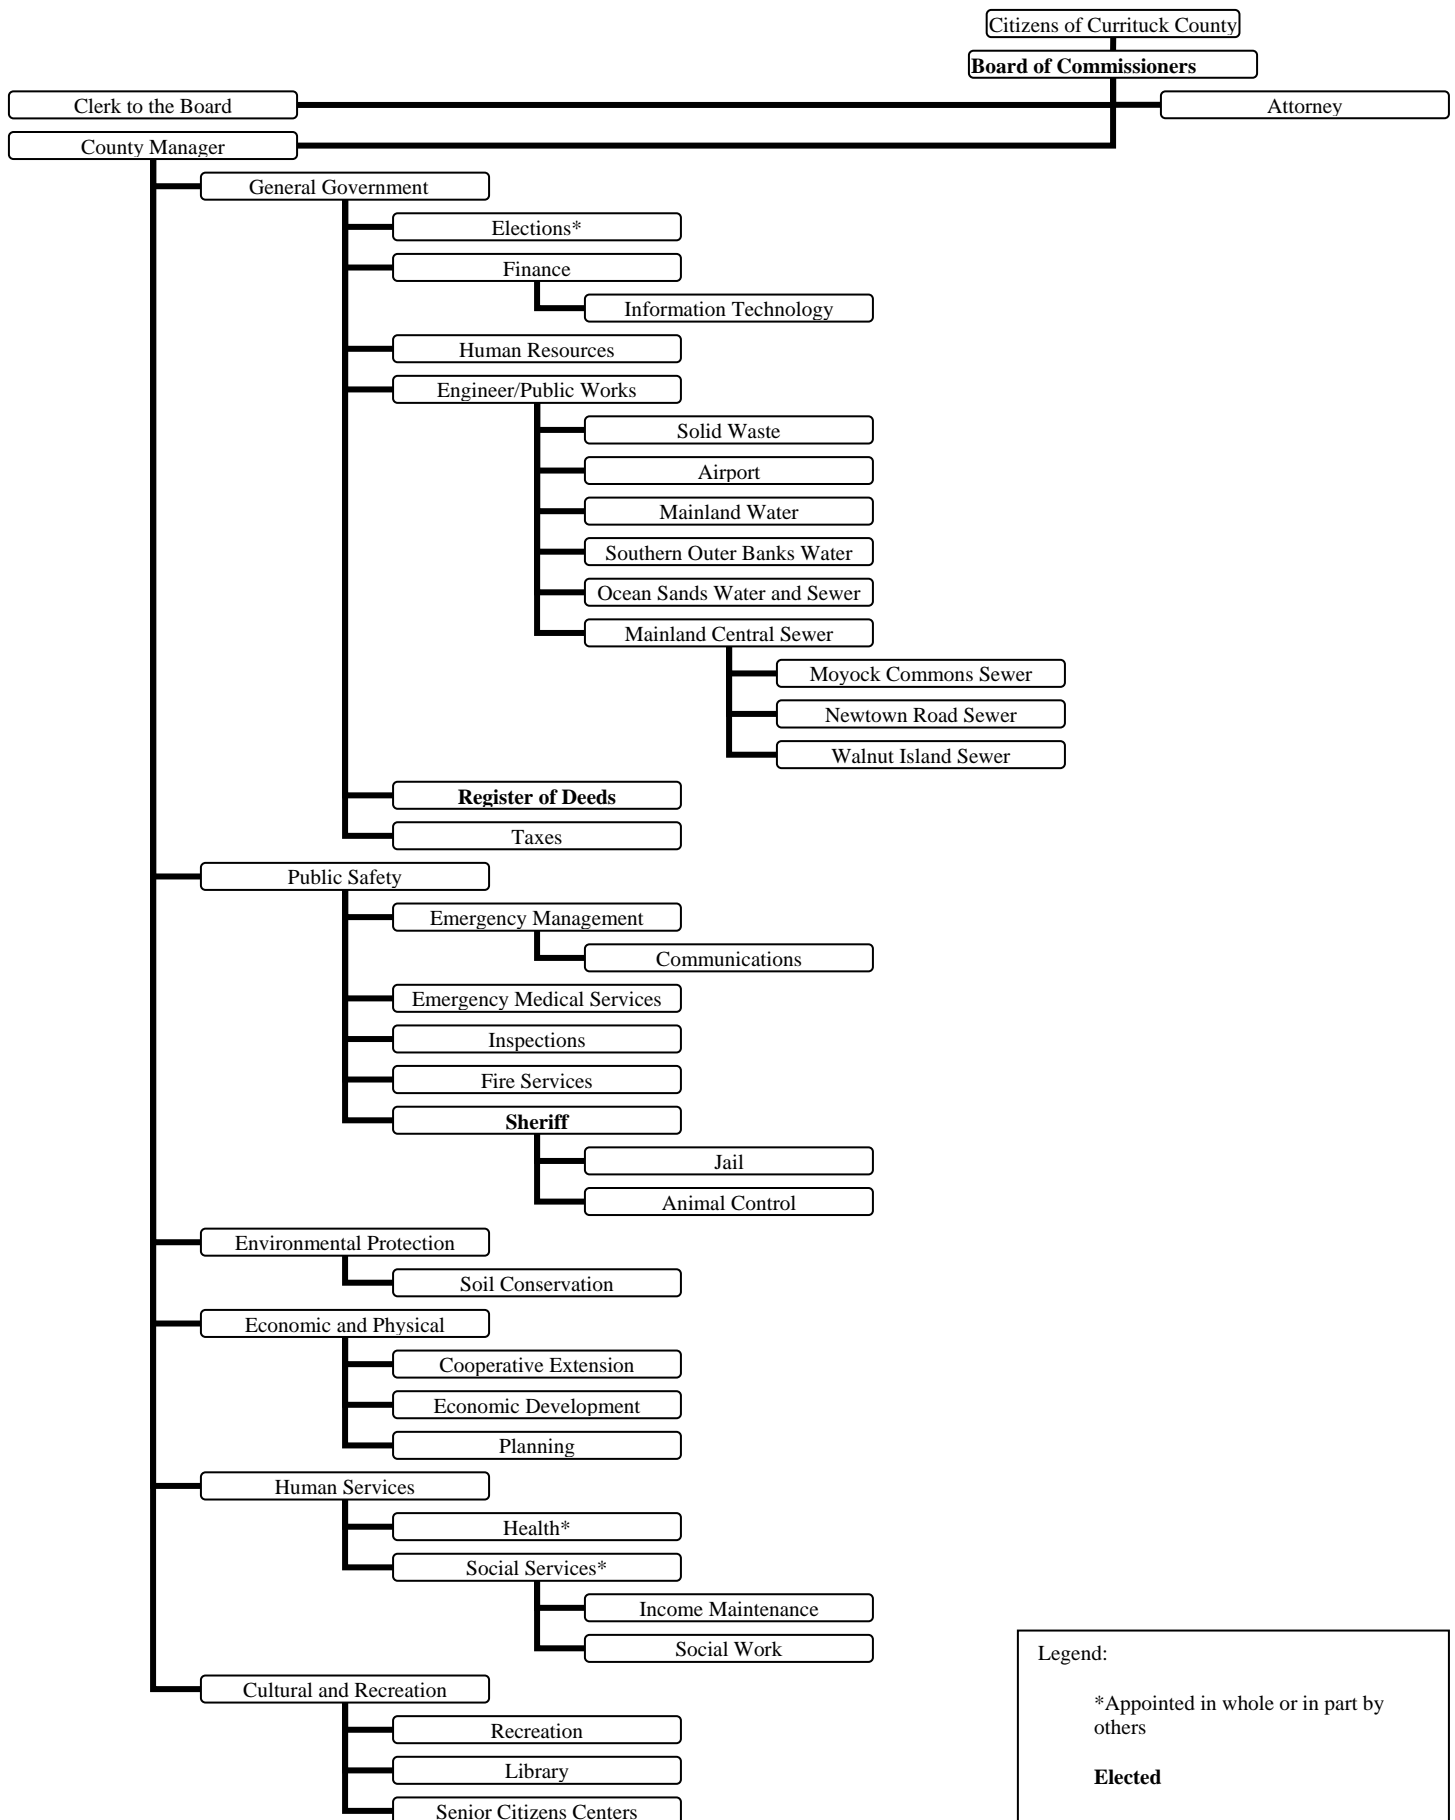 Citizens of Currituck County
Board of Commissioners
Clerk to the Board
Attorney
County Manager
General Government
Elections*
Finance
Information Technology
Human Resources
Engineer/Public Works
Solid Waste
Airport
Mainland Water
Southern Outer Banks Water
Ocean Sands Water and Sewer
Mainland Central Sewer
Moyock Commons Sewer
Newtown Road Sewer
Walnut Island Sewer
Register of Deeds
Taxes
Public Safety
Emergency Management
Communications
Emergency Medical Services
Inspections
Fire Services
Sheriff
Jail
Animal Control
Environmental Protection
Soil Conservation
Economic and Physical
Cooperative Extension
Economic Development
Planning
Human Services
Health*
Social Services*
Income Maintenance
Social Work
Cultural and Recreation
Recreation
Library
Senior Citizens Centers
Legend:
*Appointed in whole or in part by
others
Elected